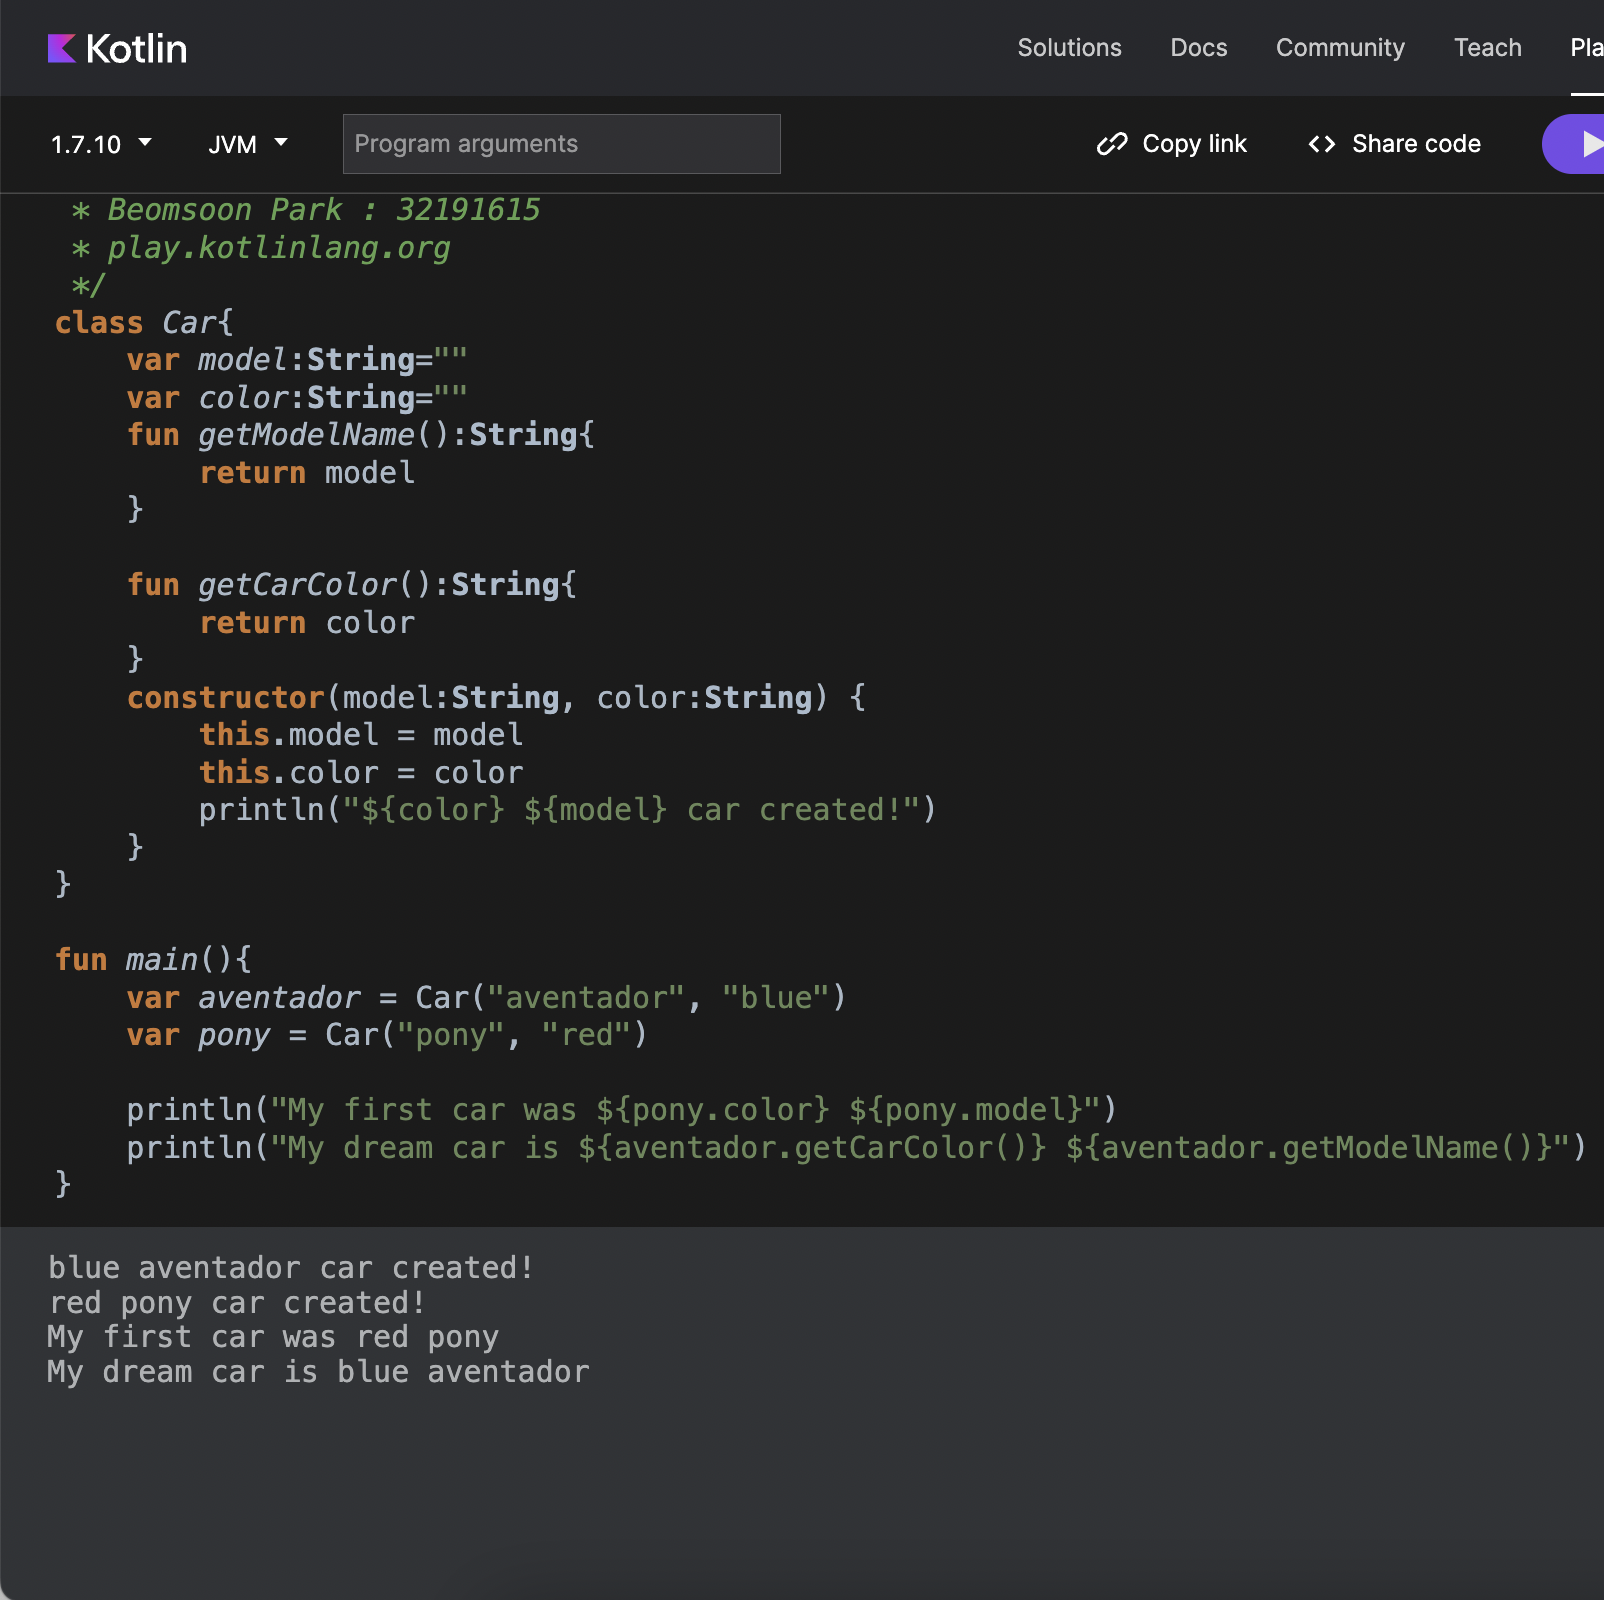 Kotlin Solutions Docs Community Teach Pla
1.7.10 JVM Program arguments Copy link <> Share code
* Beomsoon Park : 32191615
* play.kotlinlang.org
*/
class Car{
    var model:String=""
    var color:String=""
    fun getModelName():String{
        return model
    }

    fun getCarColor():String{
        return color
    }
    constructor(model:String, color:String) {
        this.model = model
        this.color = color
        println("${color} ${model} car created!")
    }
}

fun main(){
    var aventador = Car("aventador", "blue")
    var pony = Car("pony", "red")

    println("My first car was ${pony.color} ${pony.model}")
    println("My dream car is ${aventador.getCarColor()} ${aventador.getModelName()}")
}
blue aventador car created!
red pony car created!
My first car was red pony
My dream car is blue aventador